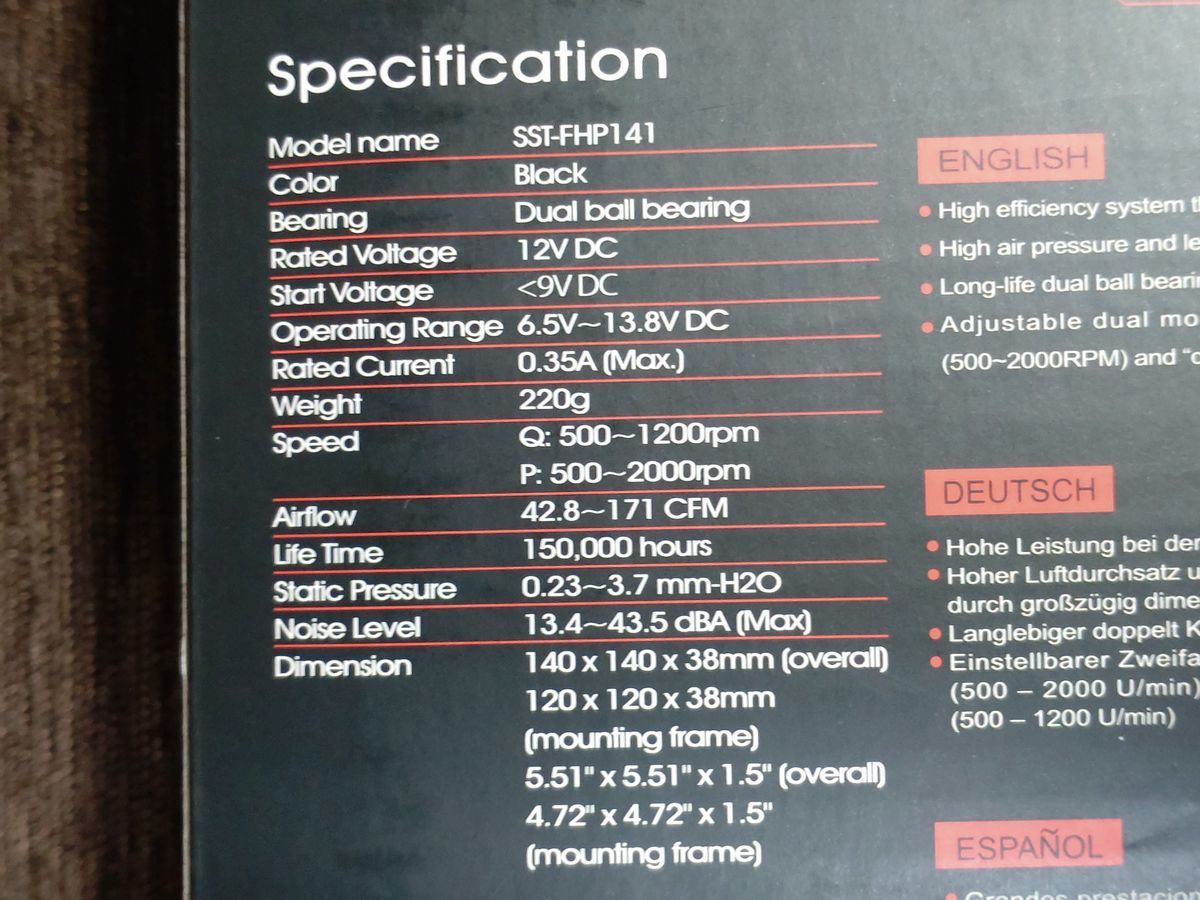 Specification
Model name SST-FHP141
Color Black
Bearing Dual ball bearing
Rated Voltage 12V DC
Start Voltage <9V DC
Operating Range 6.5V~13.8V DC
Rated Current 0.35A (Max.)
Weight 220g
Speed Q: 500~1200rpm
P: 500~2000rpm
Airflow 42.8~171 CFM
Life Time 150,000 hours
Static Pressure 0.23~3.7 mm-H2O
Noise Level 13.4~43.5 dBA (Max)
Dimension 140 x 140 x 38mm (overall)
120 x 120 x 38mm
(mounting frame)
5.51" x 5.51" x 1.5" (overall)
4.72" x 4.72" x 1.5"
(mounting frame)
ENGLISH
High efficiency system
High air pressure and
Long-life dual ball
Adjustable dual
(500~2000RPM) and
DEUTSCH
Hohe Leistung bei
Hoher Luftdurchsatz
durch großzügig
Langlebiger doppelt
Einstellbarer
(500 – 2000 U/min)
(500 – 1200 U/min)
ESPAÑOL
Grandes